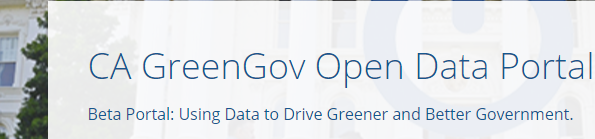 CA GreenGov Open Data Portal
Beta Portal: Using Data to Drive Greener and Better Government.